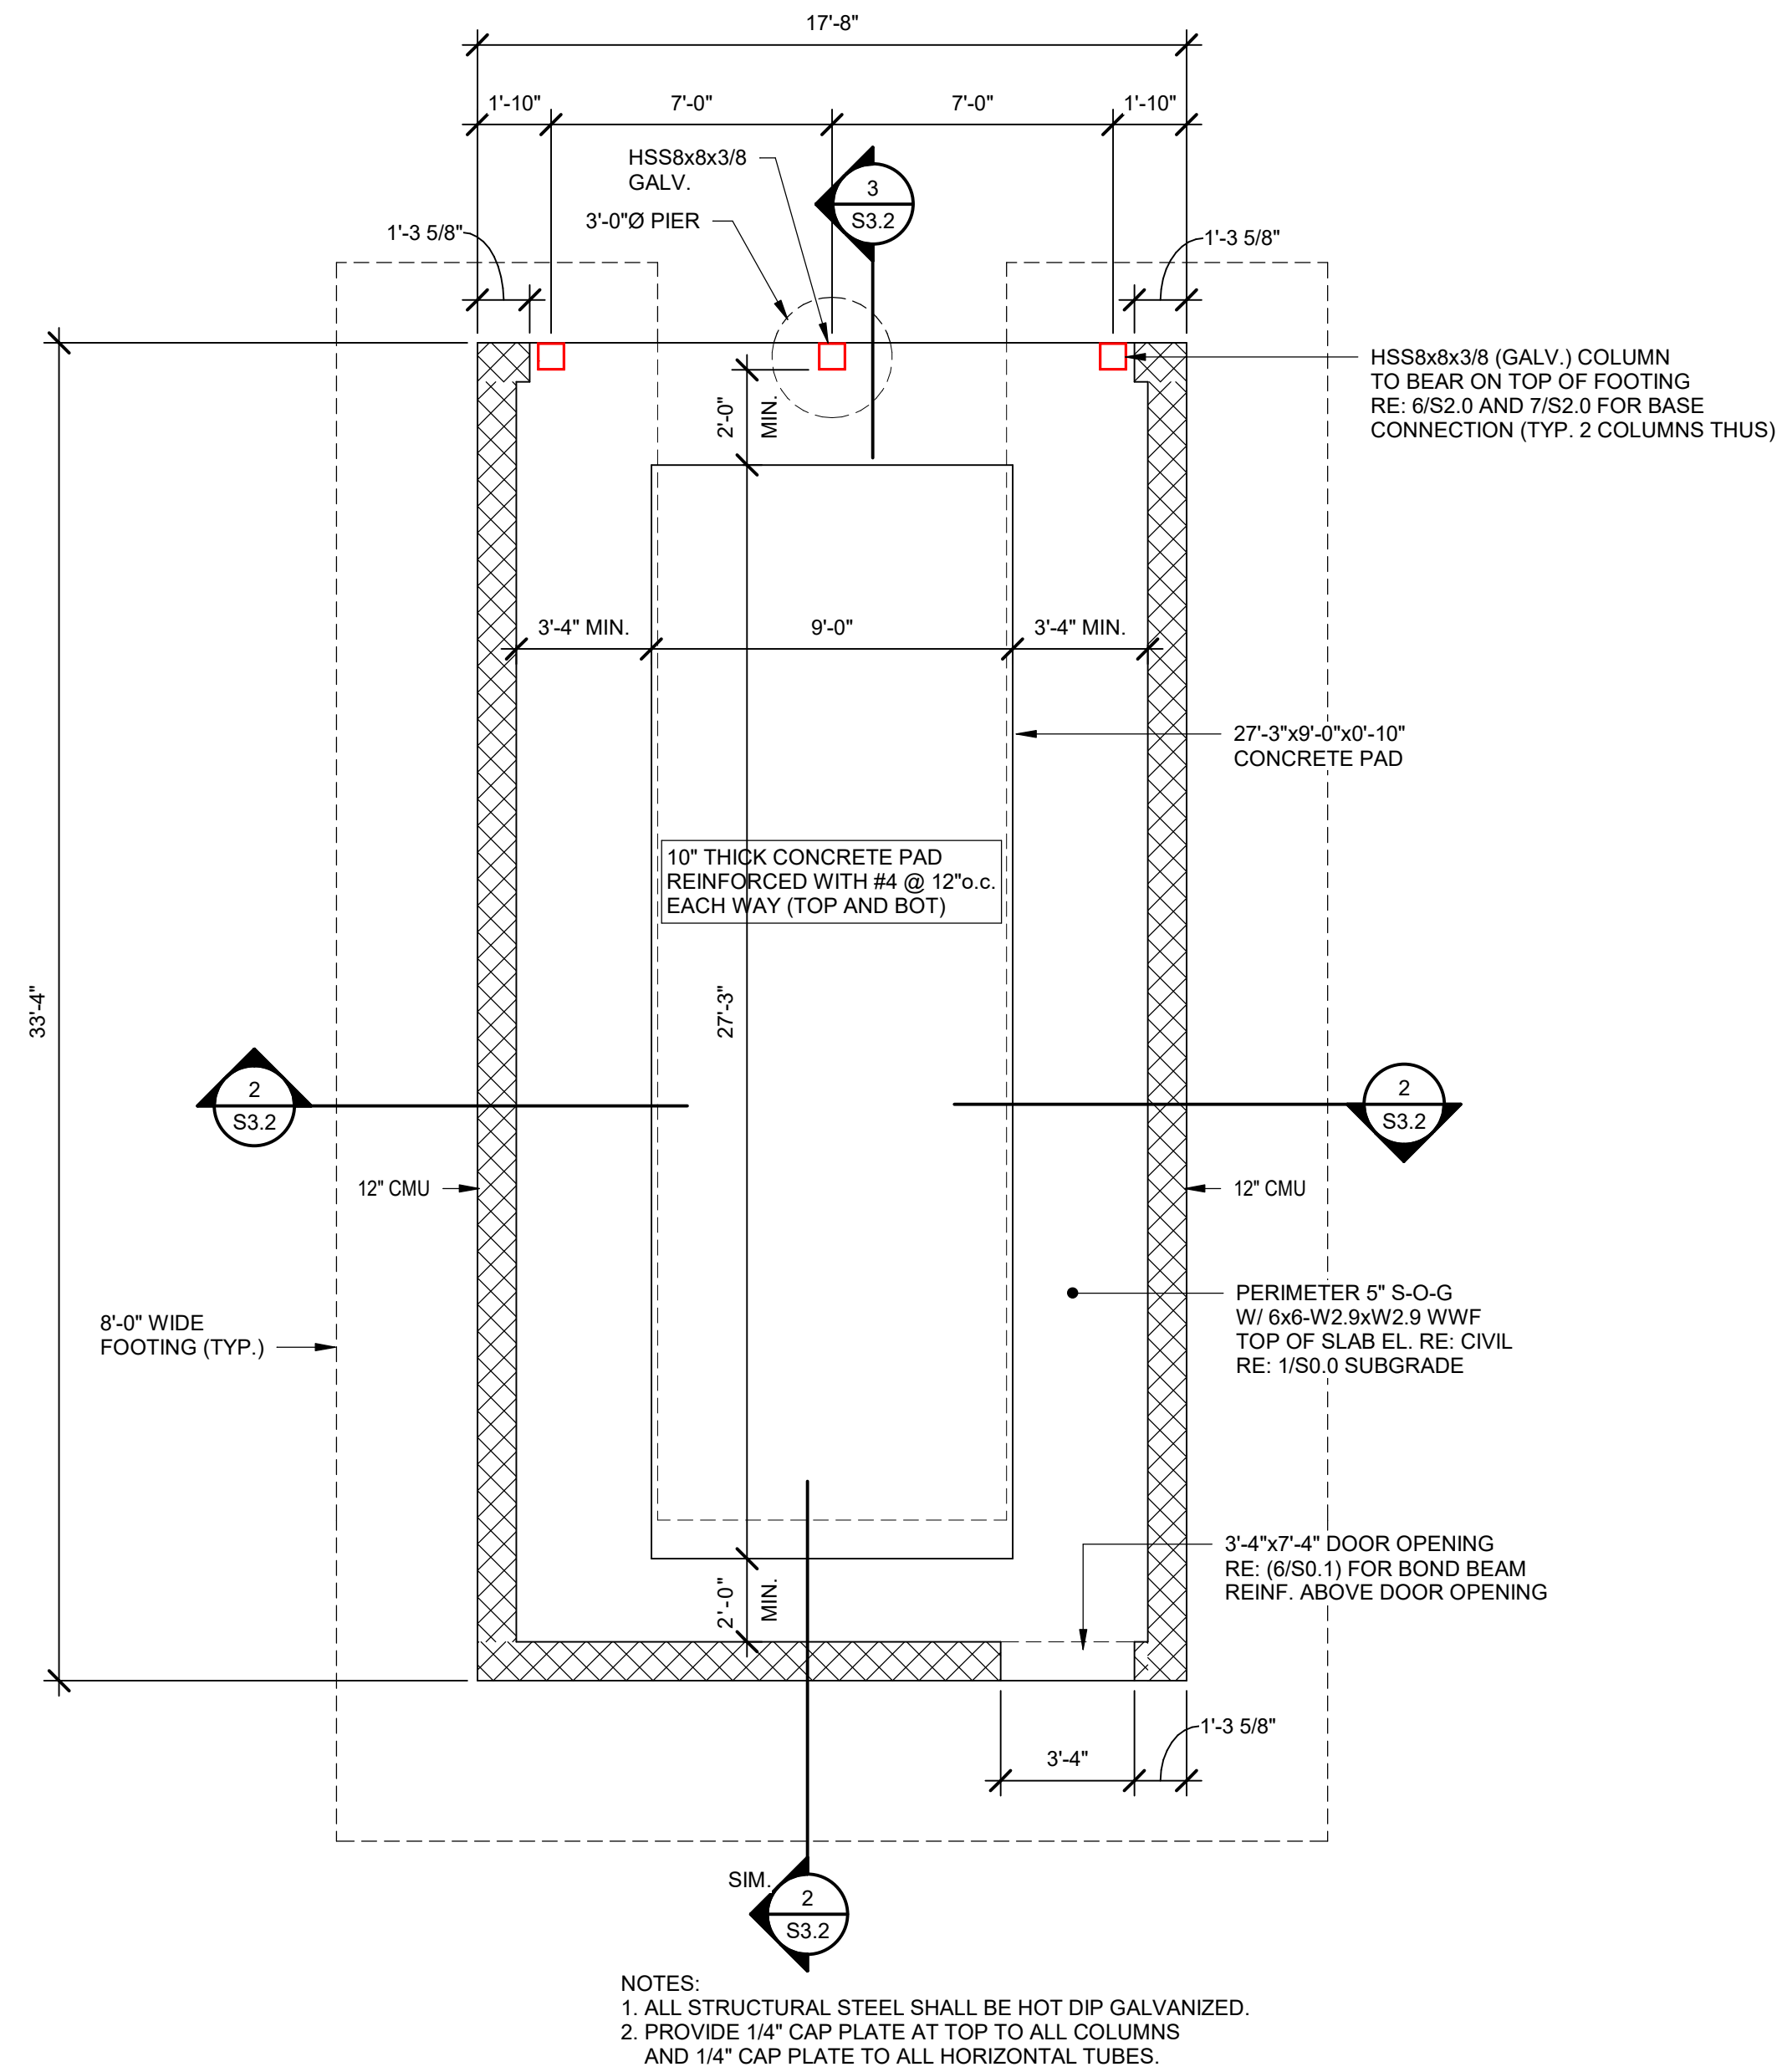 17'-8"
1'-10"
7'-0"
7'-0"
1'-10"
HSS8x8x3/8
GALV.
3'-0"Ø PIER
3
S3.2
1'-3 5/8"
1'-3 5/8"
HSS8x8x3/8 (GALV.) COLUMN
TO BEAR ON TOP OF FOOTING
RE: 6/S2.0 AND 7/S2.0 FOR BASE
CONNECTION (TYP. 2 COLUMNS THUS)
2'-0"
MIN.
3'-4" MIN.
9'-0"
3'-4" MIN.
27'-3"x9'-0"x0'-10"
CONCRETE PAD
10" THICK CONCRETE PAD
REINFORCED WITH #4 @ 12"o.c.
EACH WAY (TOP AND BOT)
33'-4"
27'-3"
2
S3.2
2
S3.2
12" CMU
12" CMU
PERIMETER 5" S-O-G
W/ 6x6-W2.9xW2.9 WWF
TOP OF SLAB EL. RE: CIVIL
RE: 1/S0.0 SUBGRADE
8'-0" WIDE
FOOTING (TYP.)
3'-4"x7'-4" DOOR OPENING
RE: (6/S0.1) FOR BOND BEAM
REINF. ABOVE DOOR OPENING
2'-0"
MIN.
1'-3 5/8"
3'-4"
SIM.
2
S3.2
NOTES:
1. ALL STRUCTURAL STEEL SHALL BE HOT DIP GALVANIZED.
2. PROVIDE 1/4" CAP PLATE AT TOP TO ALL COLUMNS
AND 1/4" CAP PLATE TO ALL HORIZONTAL TUBES.